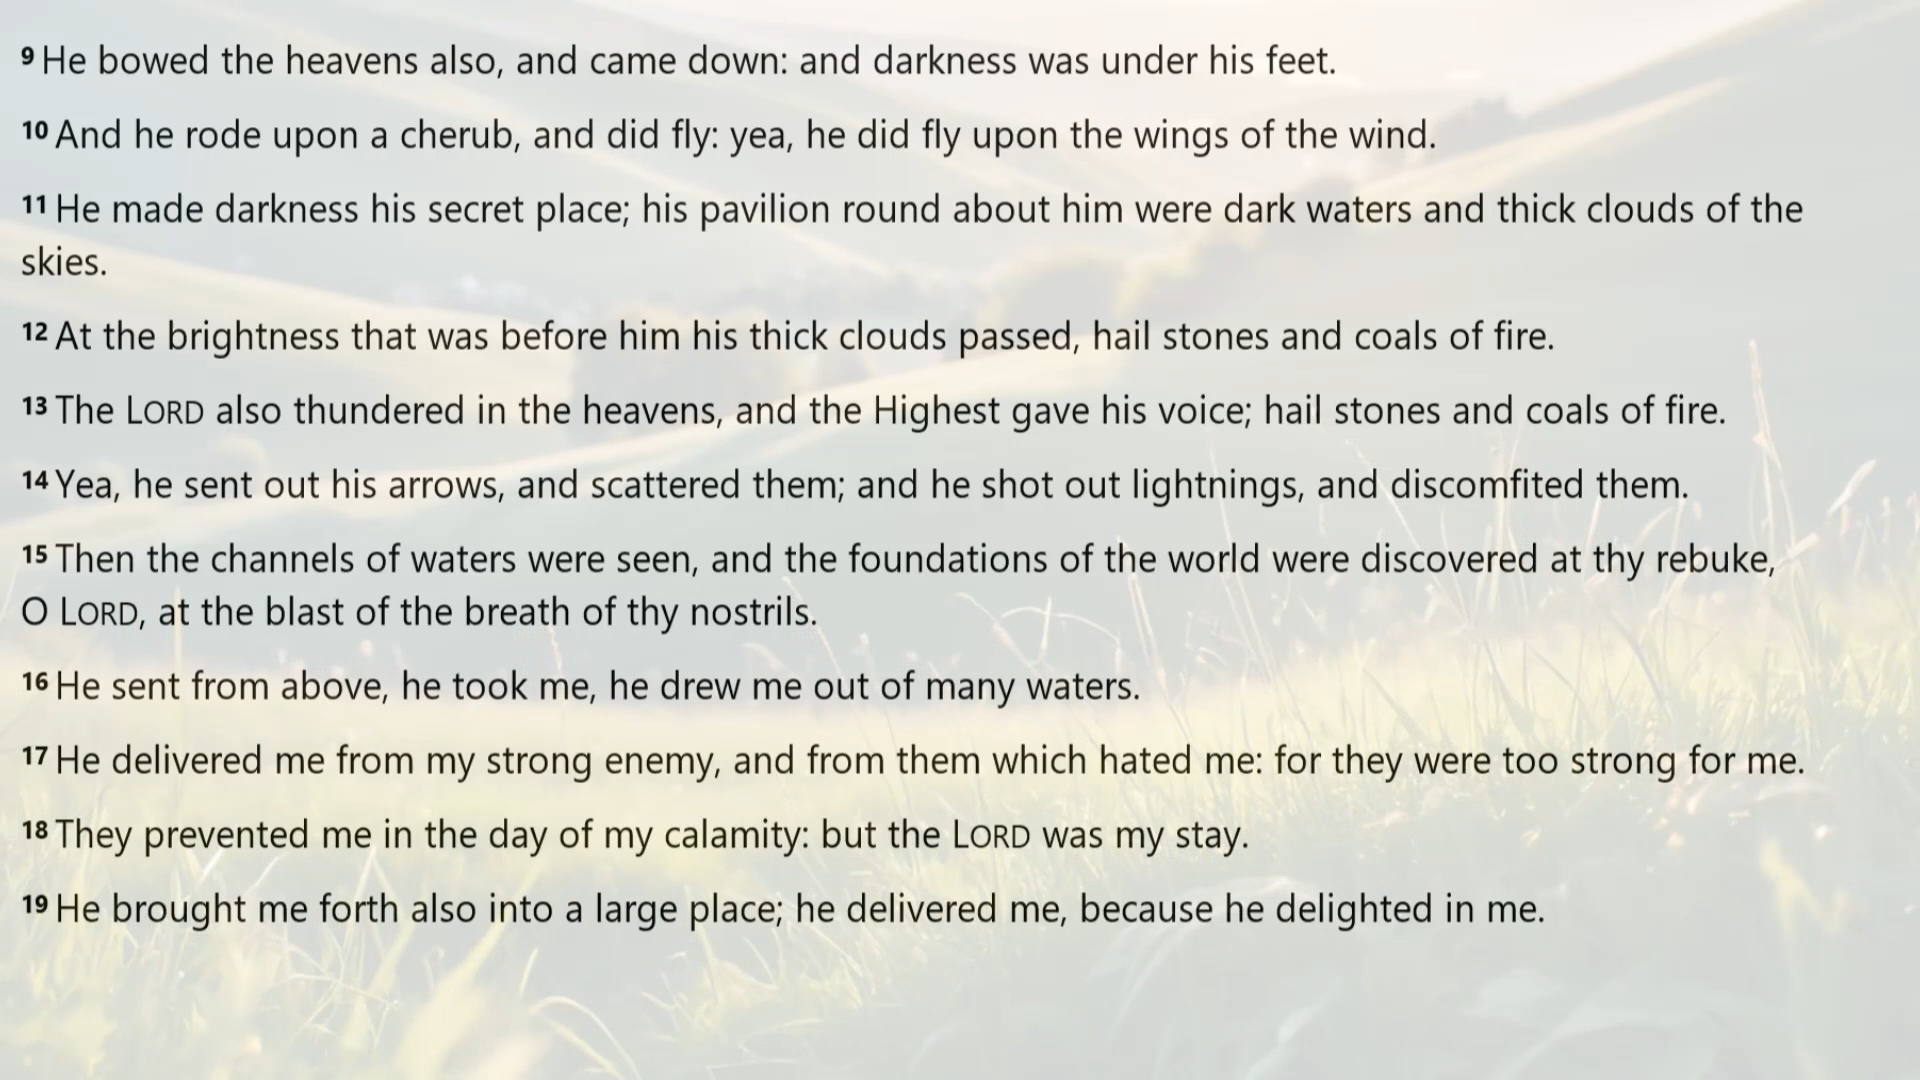 9 He bowed the heavens also, and came down: and darkness was under his feet.
10 And he rode upon a cherub, and did fly: yea, he did fly upon the wings of the wind.
11 He made darkness his secret place; his pavilion round about him were dark waters and thick clouds of the
skies.
12 At the brightness that was before him his thick clouds passed, hail stones and coals of fire.
13 The LORD also thundered in the heavens, and the Highest gave his voice; hail stones and coals of fire.
14 Yea, he sent out his arrows, and scattered them; and he shot out lightnings, and discomfited them.
15 Then the channels of waters were seen, and the foundations of the world were discovered at thy rebuke,
O LORD, at the blast of the breath of thy nostrils.
16 He sent from above, he took me, he drew me out of many waters.
17 He delivered me from my strong enemy, and from them which hated me: for they were too strong for me.
18 They prevented me in the day of my calamity: but the LORD was my stay.
19 He brought me forth also into a large place; he delivered me, because he delighted in me.